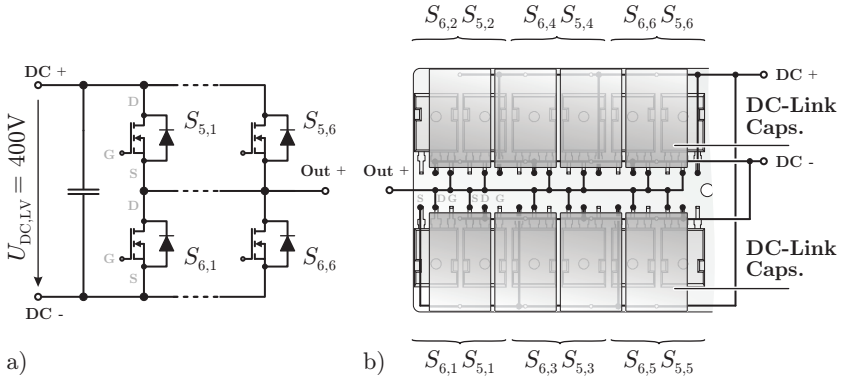 DC +
D
G
S
S5,1
S5,6
Out +
U_DC,LV = 400V
D
G
S
S6,1
S6,6
DC -
a)
S6,2 S5,2
S6,4 S5,4
S6,6 S5,6
DC +
DC-Link
Caps.
DC -
Out +
S D G S D G
DC-Link
Caps.
S6,1 S5,1
S6,3 S5,3
S6,5 S5,5
b)